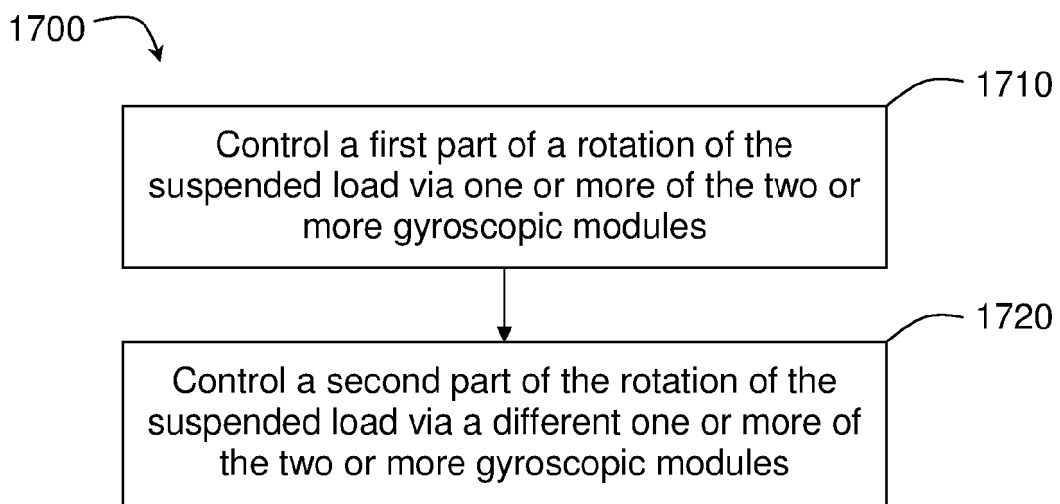 1700
1710
Control a first part of a rotation of the
suspended load via one or more of the two or
more gyroscopic modules
1720
Control a second part of the rotation of the
suspended load via a different one or more of
the two or more gyroscopic modules